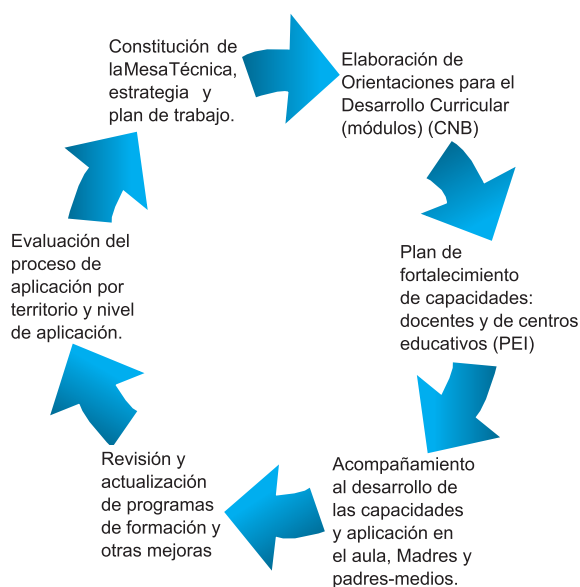 Constitución de
laMesaTécnica,
estrategia y
plan de trabajo.
Elaboración de
Orientaciones para el
Desarrollo Curricular
(módulos) (CNB)
Plan de
fortalecimiento
de capacidades:
docentes y de centros
educativos (PEI)
Acompañamiento
al desarrollo de
las capacidades
y aplicación en
el aula, Madres y
padres-medios.
Revisión y
actualización
de programas
de formación y
otras mejoras
Evaluación del
proceso de
aplicación por
territorio y nivel
de aplicación.